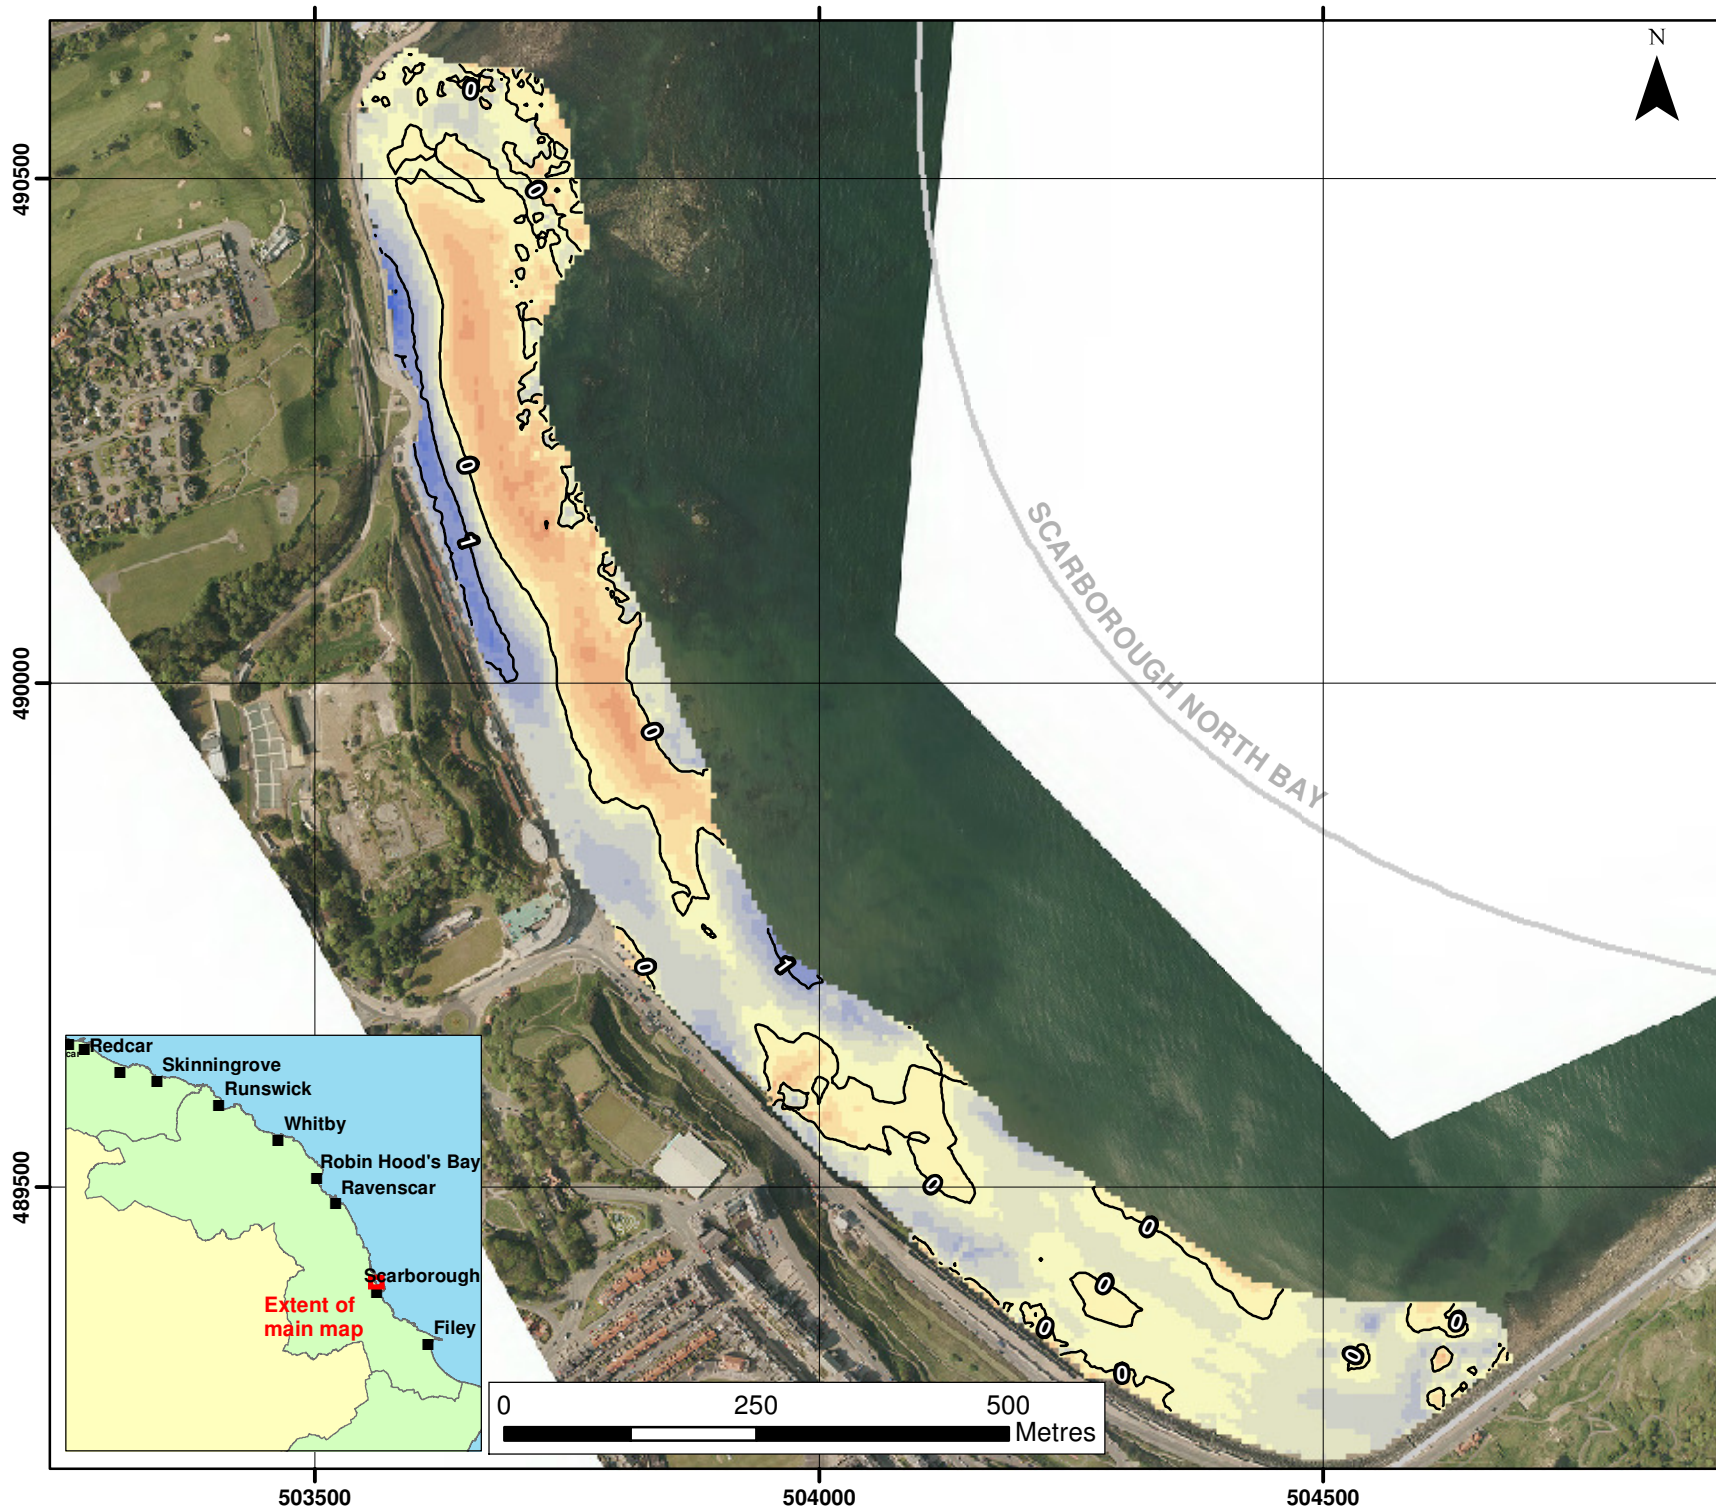 N
490500
490000
489500
0
0
0
1
0
0
1
0
0
0
0
0
0
0
SCARBOROUGH NORTH BAY
car
Redcar
Skinningrove
Runswick
Whitby
Robin Hood's Bay
Ravenscar
Scarborough
Extent of
main map
Filey
0 250 500
Metres
503500 504000 504500